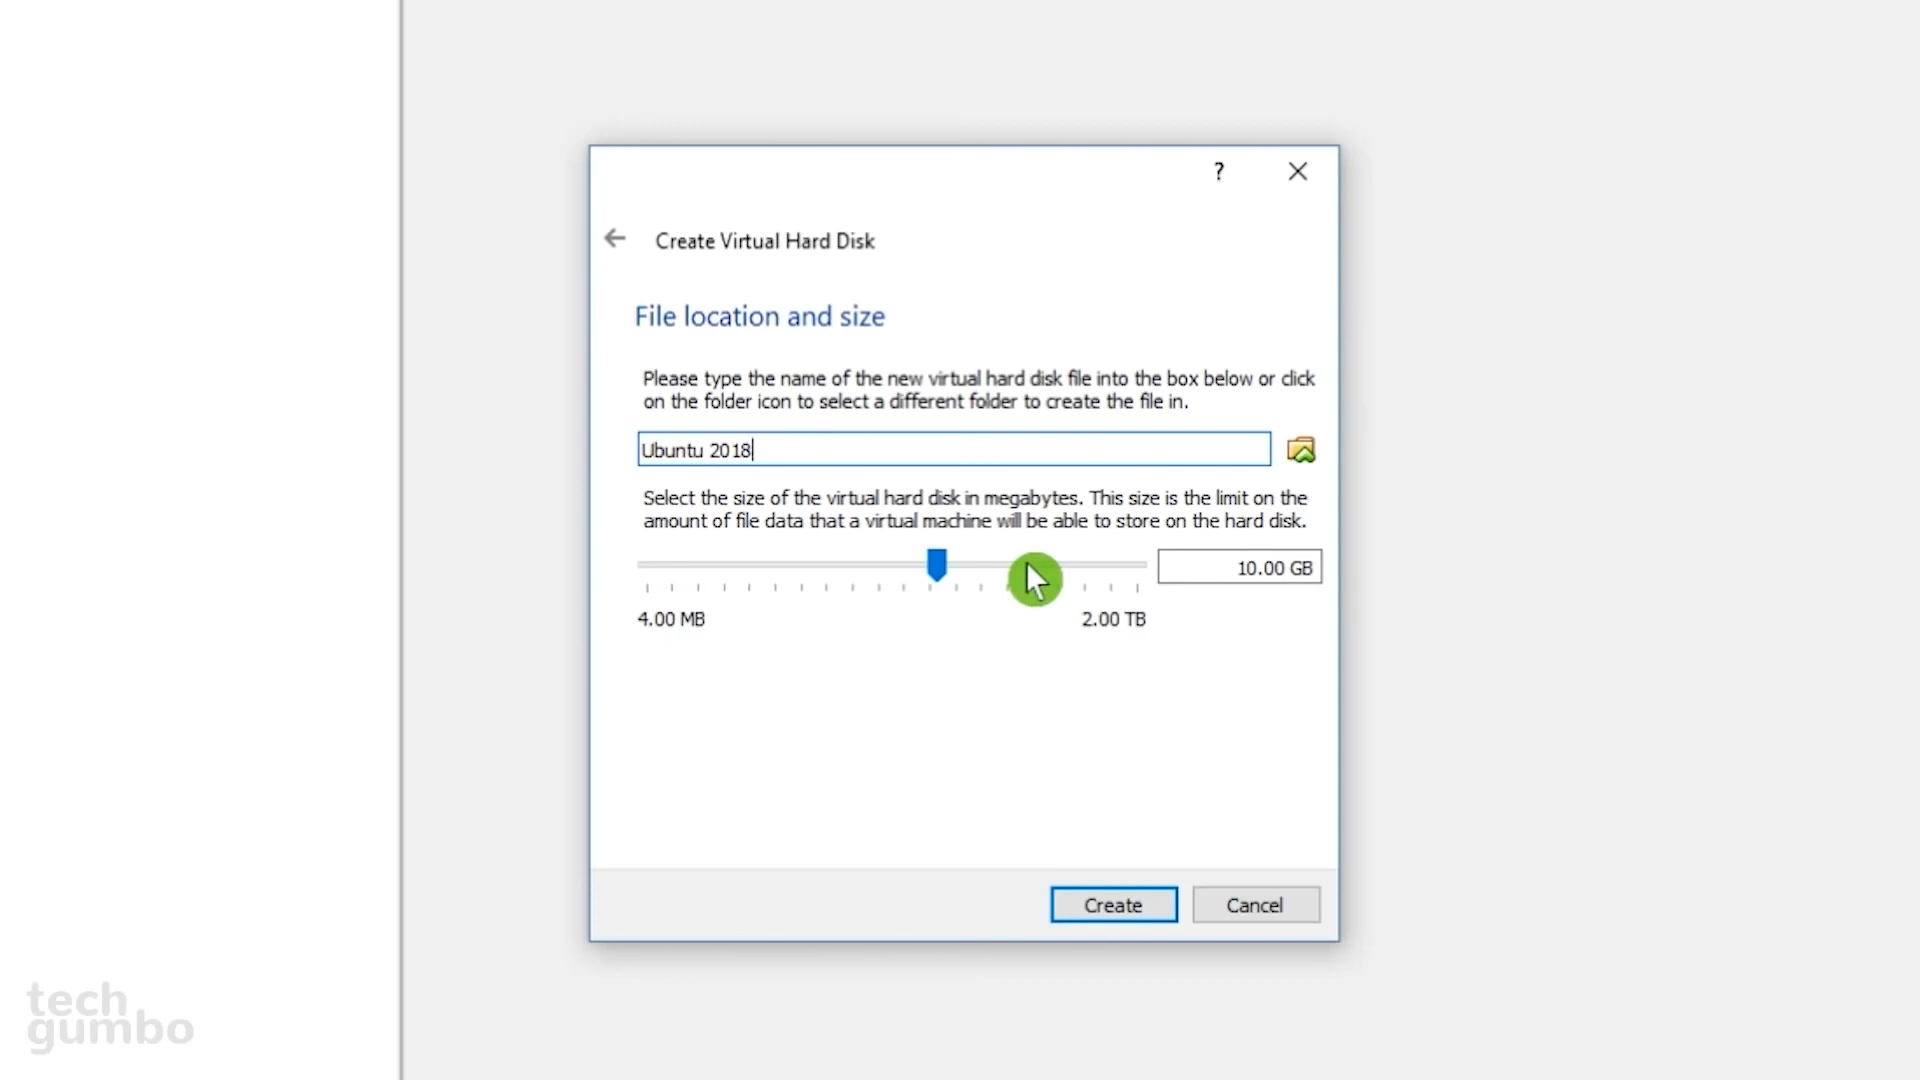 ?
Create Virtual Hard Disk
File location and size
Please type the name of the new virtual hard disk file into the box below or click
on the folder icon to select a different folder to create the file in.
Ubuntu 2018
Select the size of the virtual hard disk in megabytes. This size is the limit on the
amount of file data that a virtual machine will be able to store on the hard disk.
10.00 GB
4.00 MB
2.00 TB
Create
Cancel
tech
gumbo